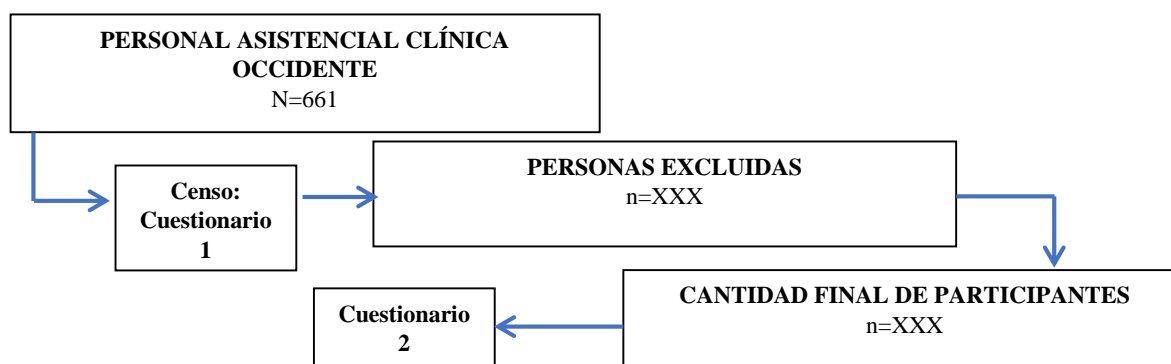 PERSONAL ASISTENCIAL CLÍNICA
OCCIDENTE
N=661
Censo:
Cuestionario
1
PERSONAS EXCLUIDAS
n=XXX
CANTIDAD FINAL DE PARTICIPANTES
n=XXX
Cuestionario
2